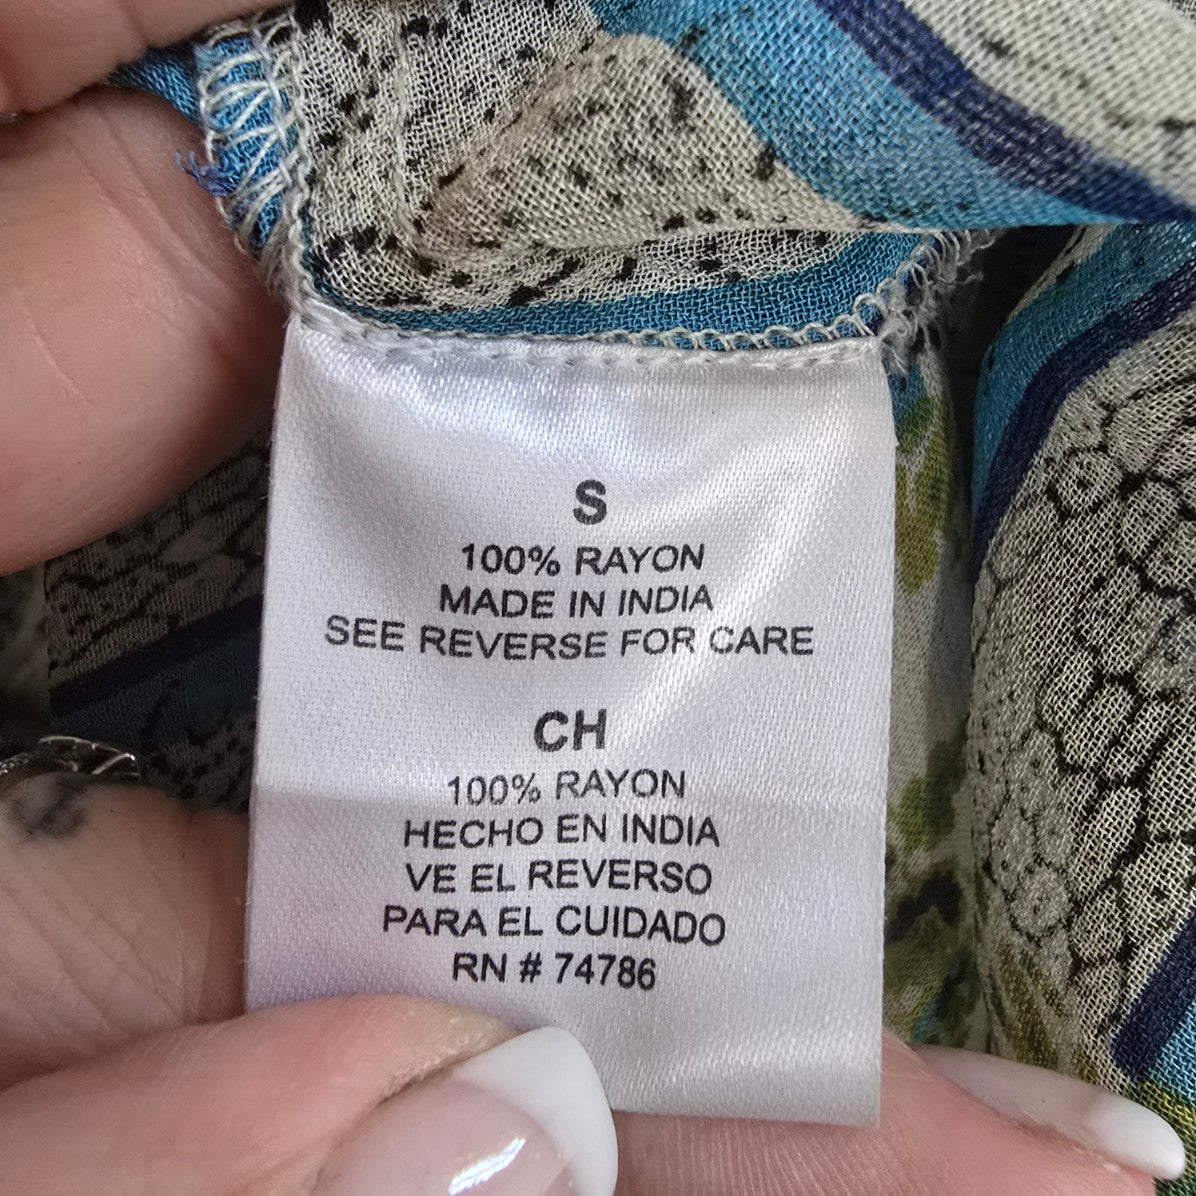 S
100% RAYON
MADE IN INDIA
SEE REVERSE FOR CARE
CH
100% RAYON
HECHO EN INDIA
VE EL REVERSO
PARA EL CUIDADO
RN # 74786